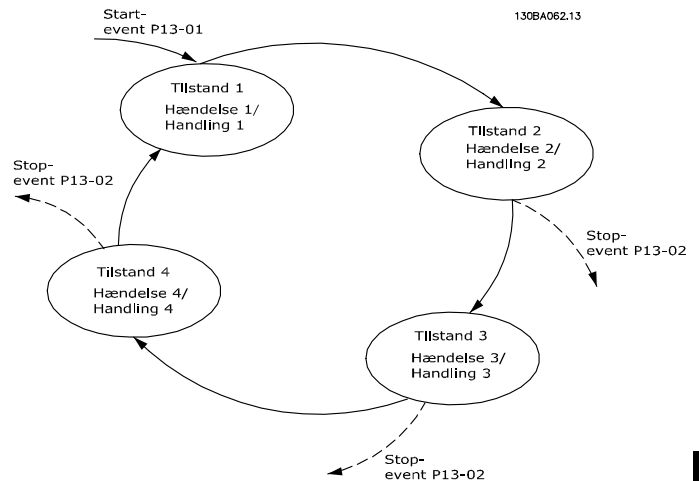 Start-
event P13-01
130BA062.13
Tilstand 1
Hændelse 1/
Handling 1
Tilstand 2
Hændelse 2/
Handling 2
Stop-
event P13-02
Stop-
event P13-02
Tilstand 4
Hændelse 4/
Handling 4
Tilstand 3
Hændelse 3/
Handling 3
Stop-
event P13-02